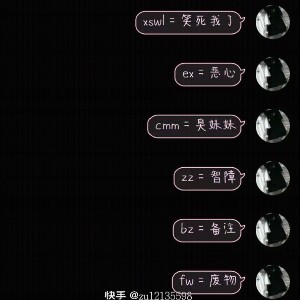 xswl = 笑死我了
ex = 恶心
cmm = 臭妹妹
zz = 智障
bz = 备注
fw = 废物
快手 @zul2135598